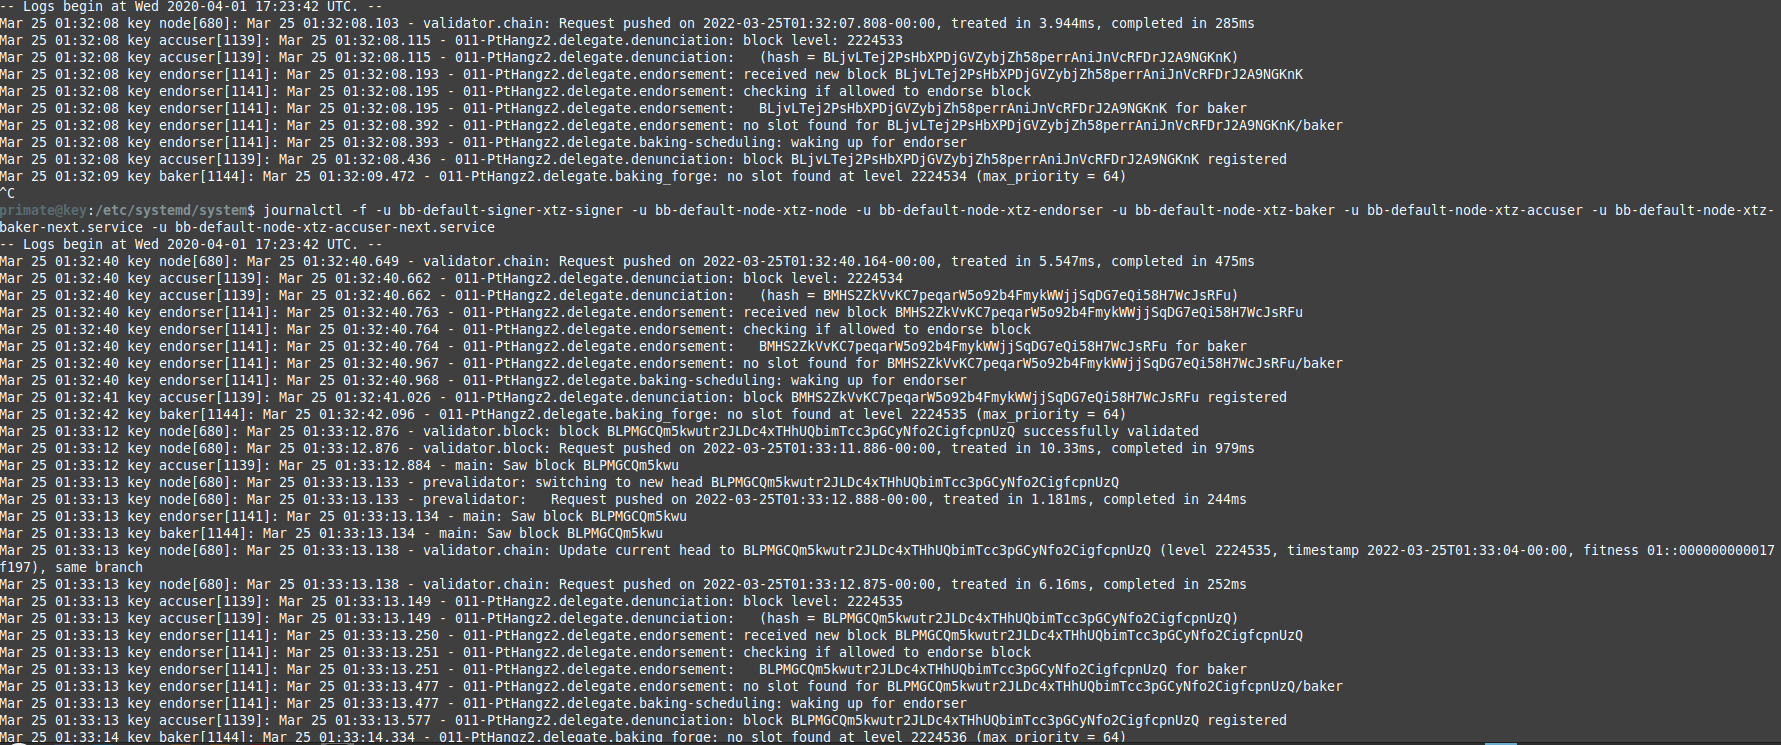 -- Logs begin at Wed 2020-04-01 17:23:42 UTC. --
Mar 25 01:32:08 key node[680]: Mar 25 01:32:08.103 - validator.chain: Request pushed on 2022-03-25T01:32:07.808-00:00, treated in 3.944ms, completed in 285ms
Mar 25 01:32:08 key accuser[1139]: Mar 25 01:32:08.115 - 011-PtHangz2.delegate.denunciation: block level: 2224533
Mar 25 01:32:08 key accuser[1139]: Mar 25 01:32:08.115 - 011-PtHangz2.delegate.denunciation:   (hash = BLjvLTej2PsHbXPDjGVZybjZh58perrAniJnVcRFDrJ2A9NGKnK)
Mar 25 01:32:08 key endorser[1141]: Mar 25 01:32:08.193 - 011-PtHangz2.delegate.endorsement: received new block BLjvLTej2PsHbXPDjGVZybjZh58perrAniJnVcRFDrJ2A9NGKnK
Mar 25 01:32:08 key endorser[1141]: Mar 25 01:32:08.195 - 011-PtHangz2.delegate.endorsement: checking if allowed to endorse block
Mar 25 01:32:08 key endorser[1141]: Mar 25 01:32:08.195 - 011-PtHangz2.delegate.endorsement:   BLjvLTej2PsHbXPDjGVZybjZh58perrAniJnVcRFDrJ2A9NGKnK for baker
Mar 25 01:32:08 key endorser[1141]: Mar 25 01:32:08.392 - 011-PtHangz2.delegate.endorsement: no slot found for BLjvLTej2PsHbXPDjGVZybjZh58perrAniJnVcRFDrJ2A9NGKnK/baker
Mar 25 01:32:08 key endorser[1141]: Mar 25 01:32:08.393 - 011-PtHangz2.delegate.baking-scheduling: waking up for endorser
Mar 25 01:32:08 key accuser[1139]: Mar 25 01:32:08.436 - 011-PtHangz2.delegate.denunciation: block BLjvLTej2PsHbXPDjGVZybjZh58perrAniJnVcRFDrJ2A9NGKnK registered
Mar 25 01:32:09 key baker[1144]: Mar 25 01:32:09.472 - 011-PtHangz2.delegate.baking_forge: no slot found at level 2224534 (max_priority = 64)
^C
primate@key:/etc/systemd/system$ journalctl -f -u bb-default-signer-xtz-signer -u bb-default-node-xtz-node -u bb-default-node-xtz-endorser -u bb-default-node-xtz-baker -u bb-default-node-xtz-accuser -u bb-default-node-xtz-
baker-next.service -u bb-default-node-xtz-accuser-next.service
-- Logs begin at Wed 2020-04-01 17:23:42 UTC. --
Mar 25 01:32:40 key node[680]: Mar 25 01:32:40.649 - validator.chain: Request pushed on 2022-03-25T01:32:40.164-00:00, treated in 5.547ms, completed in 475ms
Mar 25 01:32:40 key accuser[1139]: Mar 25 01:32:40.662 - 011-PtHangz2.delegate.denunciation: block level: 2224534
Mar 25 01:32:40 key accuser[1139]: Mar 25 01:32:40.662 - 011-PtHangz2.delegate.denunciation:   (hash = BMHS2ZkVvKC7peqarW5o92b4FmykWWjjSqDG7eQi58H7WcJsRFu)
Mar 25 01:32:40 key endorser[1141]: Mar 25 01:32:40.763 - 011-PtHangz2.delegate.endorsement: received new block BMHS2ZkVvKC7peqarW5o92b4FmykWWjjSqDG7eQi58H7WcJsRFu
Mar 25 01:32:40 key endorser[1141]: Mar 25 01:32:40.764 - 011-PtHangz2.delegate.endorsement: checking if allowed to endorse block
Mar 25 01:32:40 key endorser[1141]: Mar 25 01:32:40.764 - 011-PtHangz2.delegate.endorsement:   BMHS2ZkVvKC7peqarW5o92b4FmykWWjjSqDG7eQi58H7WcJsRFu for baker
Mar 25 01:32:40 key endorser[1141]: Mar 25 01:32:40.967 - 011-PtHangz2.delegate.endorsement: no slot found for BMHS2ZkVvKC7peqarW5o92b4FmykWWjjSqDG7eQi58H7WcJsRFu/baker
Mar 25 01:32:40 key endorser[1141]: Mar 25 01:32:40.968 - 011-PtHangz2.delegate.baking-scheduling: waking up for endorser
Mar 25 01:32:41 key accuser[1139]: Mar 25 01:32:41.026 - 011-PtHangz2.delegate.denunciation: block BMHS2ZkVvKC7peqarW5o92b4FmykWWjjSqDG7eQi58H7WcJsRFu registered
Mar 25 01:32:42 key baker[1144]: Mar 25 01:32:42.096 - 011-PtHangz2.delegate.baking_forge: no slot found at level 2224535 (max_priority = 64)
Mar 25 01:33:12 key node[680]: Mar 25 01:33:12.876 - validator.block: block BLPMGCQm5kwutr2JLDc4xTHhUQbimTcc3pGCyNfo2CigfcpnUzQ successfully validated
Mar 25 01:33:12 key node[680]: Mar 25 01:33:12.876 - validator.block: Request pushed on 2022-03-25T01:33:11.886-00:00, treated in 10.33ms, completed in 979ms
Mar 25 01:33:12 key accuser[1139]: Mar 25 01:33:12.884 - main: Saw block BLPMGCQm5kwu
Mar 25 01:33:13 key node[680]: Mar 25 01:33:13.133 - prevalidator: switching to new head BLPMGCQm5kwutr2JLDc4xTHhUQbimTcc3pGCyNfo2CigfcpnUzQ
Mar 25 01:33:13 key node[680]: Mar 25 01:33:13.133 - prevalidator:   Request pushed on 2022-03-25T01:33:12.888-00:00, treated in 1.181ms, completed in 244ms
Mar 25 01:33:13 key endorser[1141]: Mar 25 01:33:13.134 - main: Saw block BLPMGCQm5kwu
Mar 25 01:33:13 key baker[1144]: Mar 25 01:33:13.134 - main: Saw block BLPMGCQm5kwu
Mar 25 01:33:13 key node[680]: Mar 25 01:33:13.138 - validator.chain: Update current head to BLPMGCQm5kwutr2JLDc4xTHhUQbimTcc3pGCyNfo2CigfcpnUzQ (level 2224535, timestamp 2022-03-25T01:33:04-00:00, fitness 01::000000000017
f197), same branch
Mar 25 01:33:13 key node[680]: Mar 25 01:33:13.138 - validator.chain: Request pushed on 2022-03-25T01:33:12.875-00:00, treated in 6.16ms, completed in 252ms
Mar 25 01:33:13 key accuser[1139]: Mar 25 01:33:13.149 - 011-PtHangz2.delegate.denunciation: block level: 2224535
Mar 25 01:33:13 key accuser[1139]: Mar 25 01:33:13.149 - 011-PtHangz2.delegate.denunciation:   (hash = BLPMGCQm5kwutr2JLDc4xTHhUQbimTcc3pGCyNfo2CigfcpnUzQ)
Mar 25 01:33:13 key endorser[1141]: Mar 25 01:33:13.250 - 011-PtHangz2.delegate.endorsement: received new block BLPMGCQm5kwutr2JLDc4xTHhUQbimTcc3pGCyNfo2CigfcpnUzQ
Mar 25 01:33:13 key endorser[1141]: Mar 25 01:33:13.251 - 011-PtHangz2.delegate.endorsement: checking if allowed to endorse block
Mar 25 01:33:13 key endorser[1141]: Mar 25 01:33:13.251 - 011-PtHangz2.delegate.endorsement:   BLPMGCQm5kwutr2JLDc4xTHhUQbimTcc3pGCyNfo2CigfcpnUzQ for baker
Mar 25 01:33:13 key endorser[1141]: Mar 25 01:33:13.477 - 011-PtHangz2.delegate.endorsement: no slot found for BLPMGCQm5kwutr2JLDc4xTHhUQbimTcc3pGCyNfo2CigfcpnUzQ/baker
Mar 25 01:33:13 key endorser[1141]: Mar 25 01:33:13.477 - 011-PtHangz2.delegate.baking-scheduling: waking up for endorser
Mar 25 01:33:13 key accuser[1139]: Mar 25 01:33:13.577 - 011-PtHangz2.delegate.denunciation: block BLPMGCQm5kwutr2JLDc4xTHhUQbimTcc3pGCyNfo2CigfcpnUzQ registered
Mar 25 01:33:14 key baker[1144]: Mar 25 01:33:14.334 - 011-PtHangz2.delegate.baking_forge: no slot found at level 2224536 (max_priority = 64)